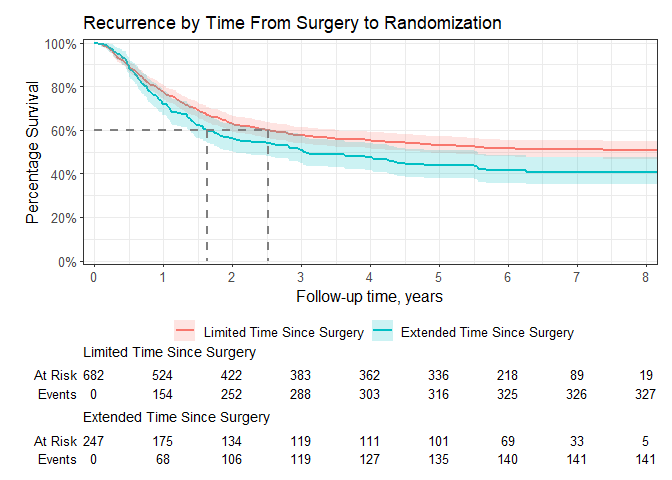 Recurrence by Time From Surgery to Randomization
Percentage Survival
100%
80%
60%
40%
20%
0%
0 1 2 3 4 5 6 7 8
Follow-up time, years
Limited Time Since Surgery Extended Time Since Surgery
Limited Time Since Surgery
At Risk 682 524 422 383 362 336 218 89 19
Events 0 154 252 288 303 316 325 326 327
Extended Time Since Surgery
At Risk 247 175 134 119 111 101 69 33 5
Events 0 68 106 119 127 135 140 141 141